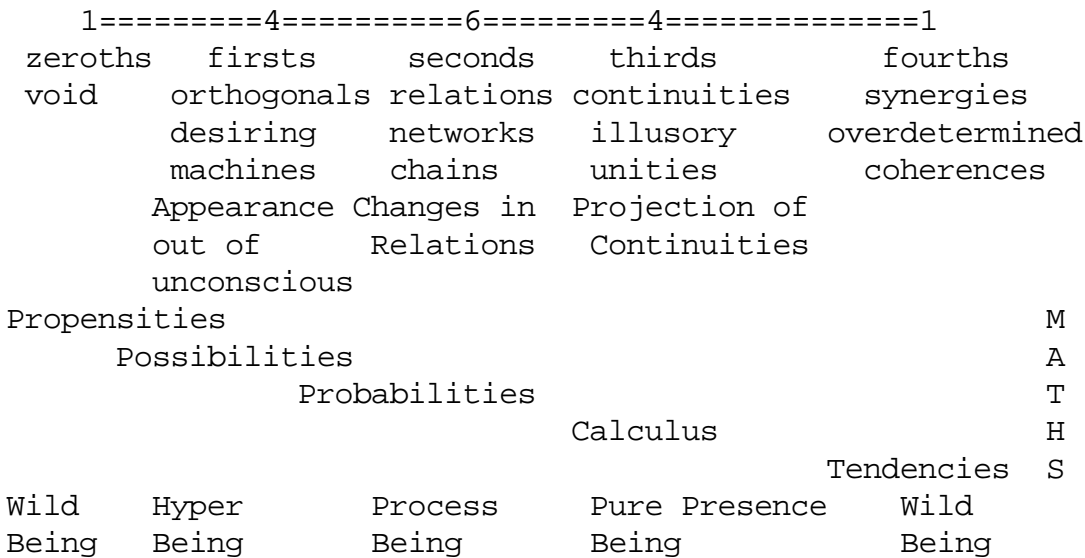 1=========4==========6=========4==============1
zeroths firsts seconds thirds fourths
void orthogonals relations continuities synergies
desiring networks illusory overdetermined
machines chains unities coherences
Appearance Changes in Projection of
out of Relations Continuities
unconscious
Propensities M
Possibilities A
Probabilities T
Calculus H
Tendencies S
Wild Hyper Process Pure Presence Wild
Being Being Being Being Being